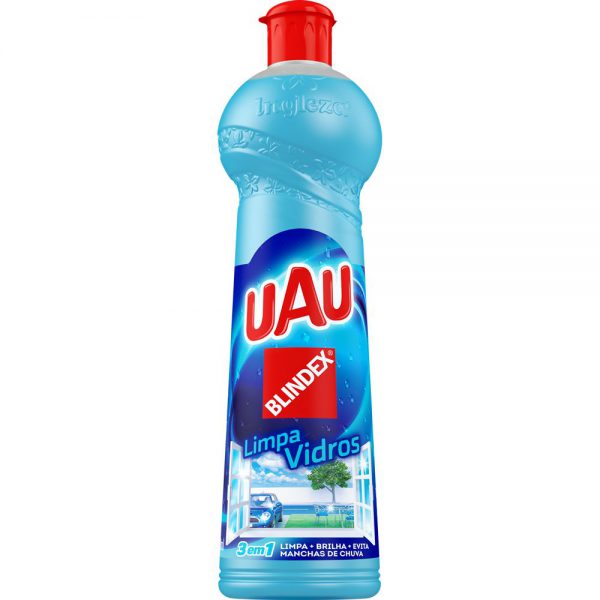 Ingleza
UAU
BLINDEX®
Limpa
Vidros
3 em 1
LIMPA + BRILHA + EVITA
MANCHAS DE CHUVA